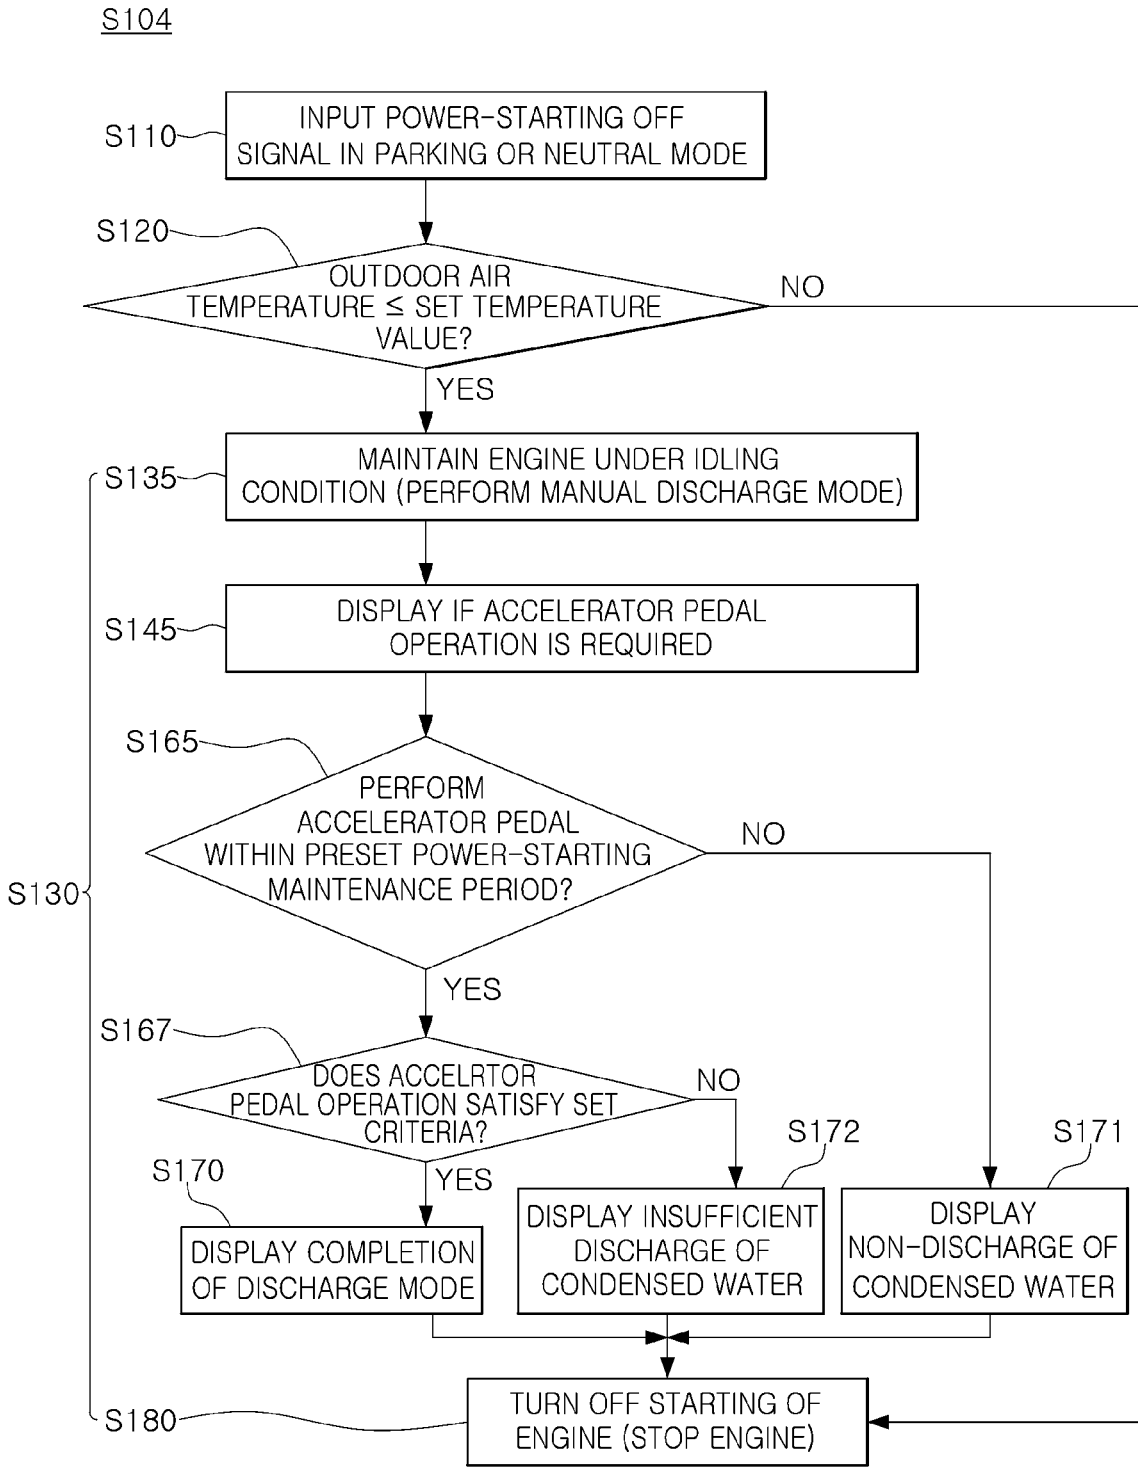 S104
S110
INPUT POWER-STARTING OFF
SIGNAL IN PARKING OR NEUTRAL MODE
S120
OUTDOOR AIR
TEMPERATURE ≤ SET TEMPERATURE
VALUE?
NO
YES
S130
S135
MAINTAIN ENGINE UNDER IDLING
CONDITION (PERFORM MANUAL DISCHARGE MODE)
S145
DISPLAY IF ACCELERATOR PEDAL
OPERATION IS REQUIRED
S165
PERFORM
ACCELERATOR PEDAL
WITHIN PRESET POWER-STARTING
MAINTENANCE PERIOD?
NO
YES
S167
DOES ACCELRTOR
PEDAL OPERATION SATISFY SET
CRITERIA?
NO
YES
S170
DISPLAY COMPLETION
OF DISCHARGE MODE
S172
DISPLAY INSUFFICIENT
DISCHARGE OF
CONDENSED WATER
S171
DISPLAY
NON-DISCHARGE OF
CONDENSED WATER
S180
TURN OFF STARTING OF
ENGINE (STOP ENGINE)